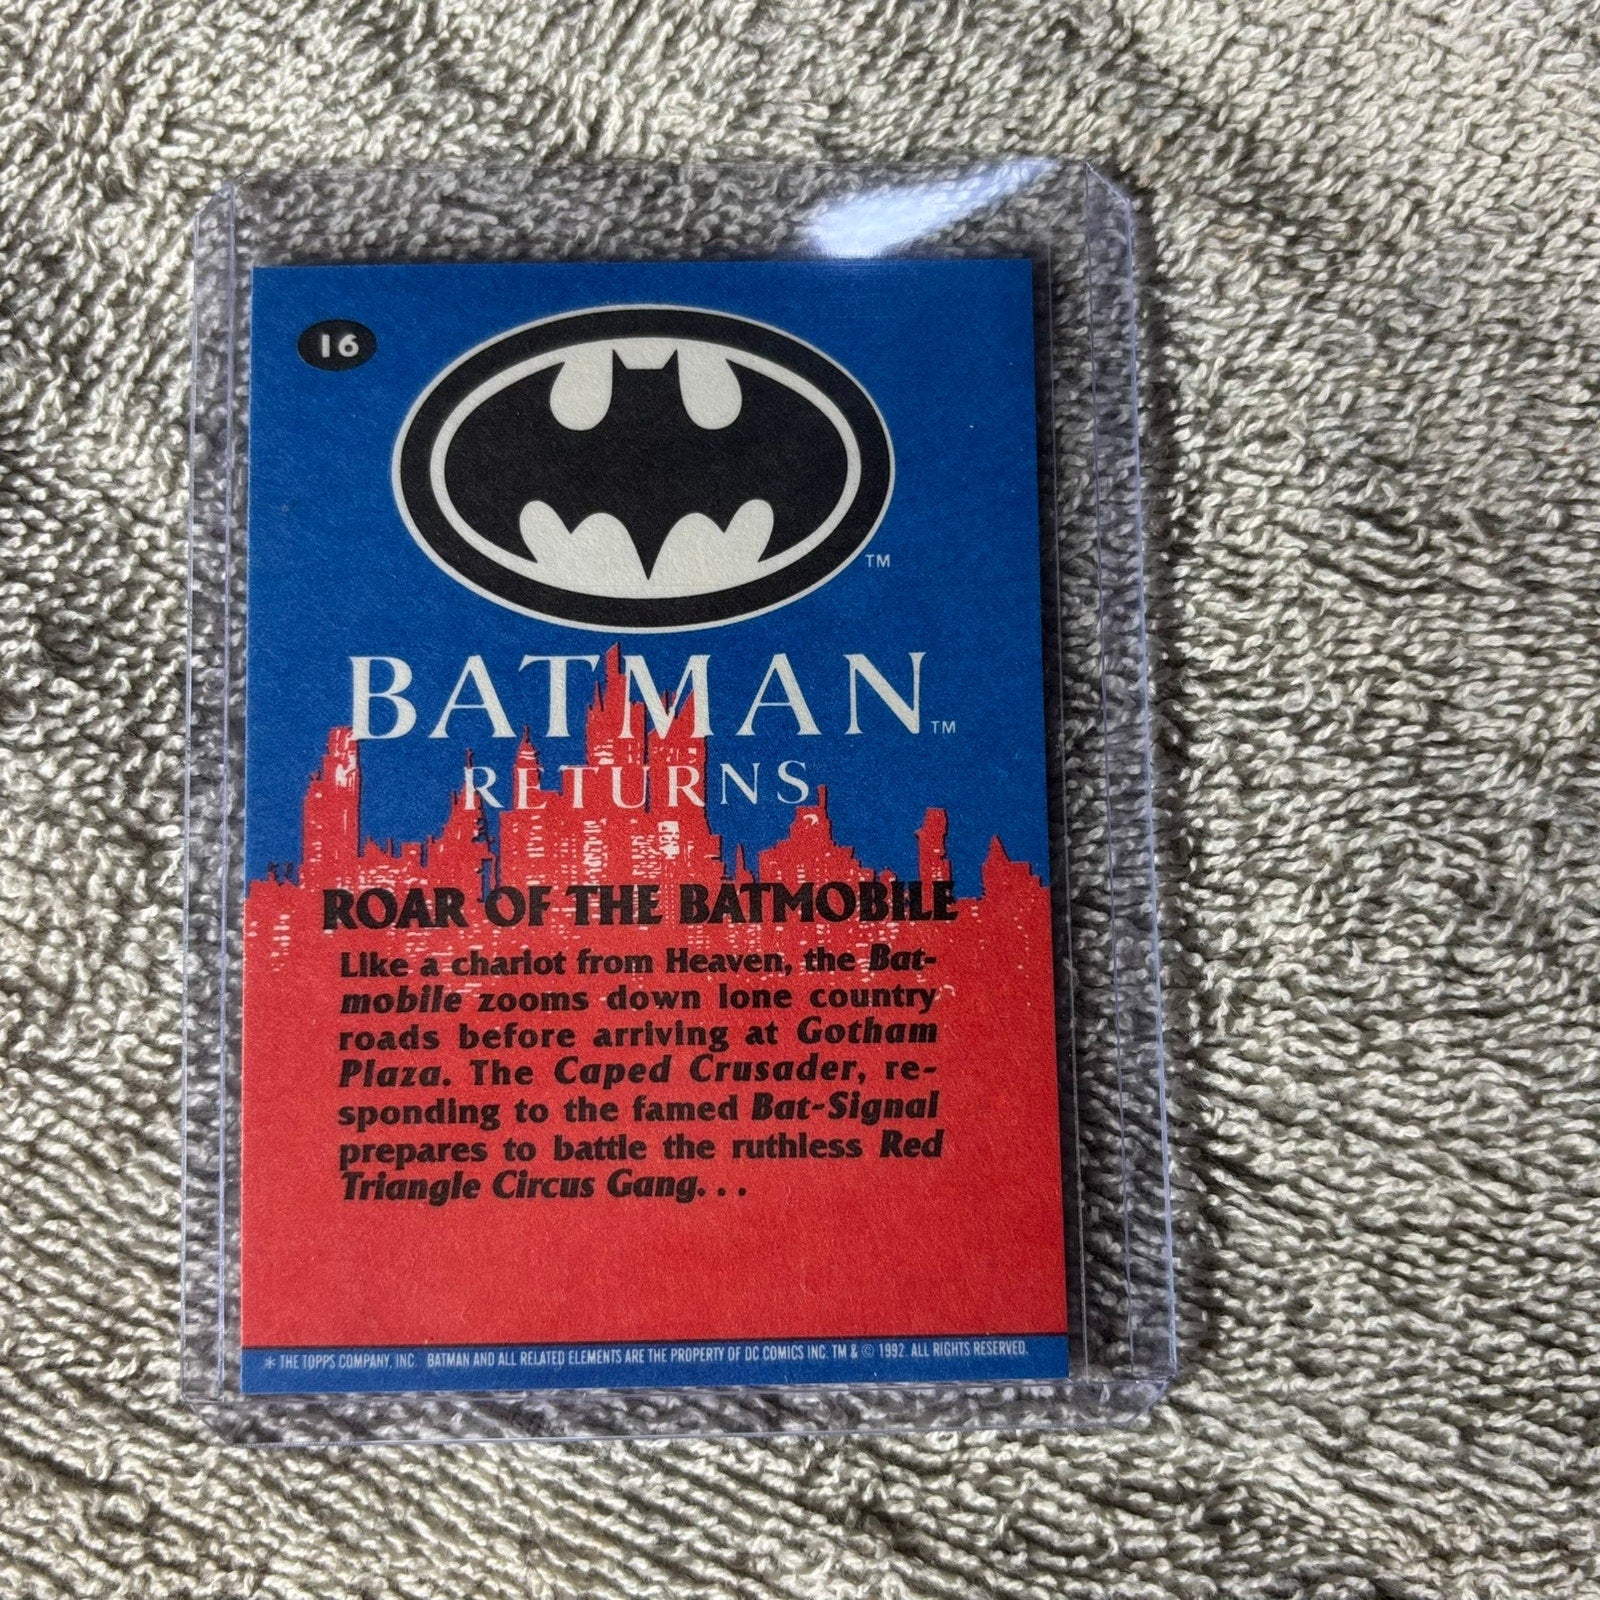 16
TM
BATMAN TM
RETURNS
ROAR OF THE BATMOBILE
Like a chariot from Heaven, the Bat-
mobile zooms down lone country
roads before arriving at Gotham
Plaza. The Caped Crusader, re-
sponding to the famed Bat-Signal
prepares to battle the ruthless Red
Triangle Circus Gang. . .
* THE TOPPS COMPANY, INC. BATMAN AND ALL RELATED ELEMENTS ARE THE PROPERTY OF DC COMICS INC. TM & © 1992. ALL RIGHTS RESERVED.